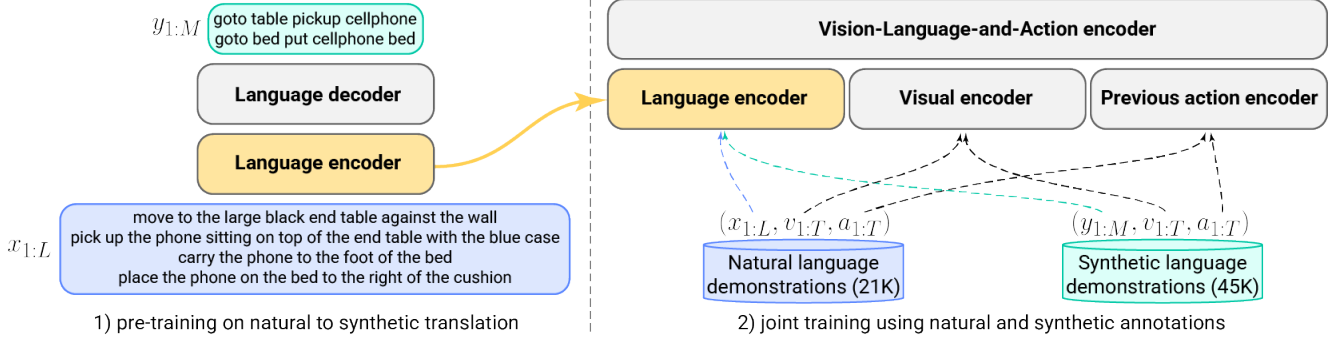 y1:M
goto table pickup cellphone
goto bed put cellphone bed
Language decoder
Language encoder
x1:L
move to the large black end table against the wall
pick up the phone sitting on top of the end table with the blue case
carry the phone to the foot of the bed
place the phone on the bed to the right of the cushion
1) pre-training on natural to synthetic translation
Vision-Language-and-Action encoder
Language encoder
Visual encoder
Previous action encoder
(x1:L, v1:T, a1:T)
Natural language
demonstrations (21K)
(y1:M, v1:T, a1:T)
Synthetic language
demonstrations (45K)
2) joint training using natural and synthetic annotations